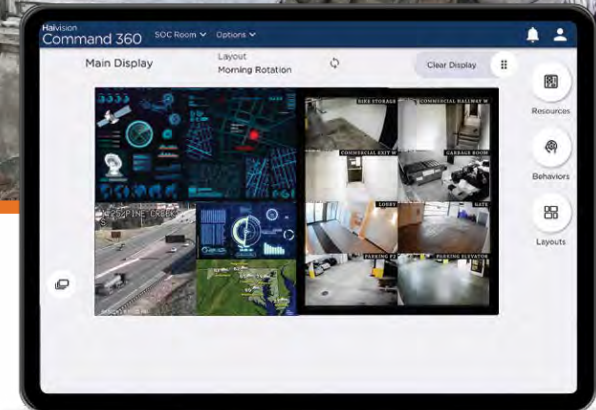 Haivision
Command 360
SOC Room
Options
Main Display
Layout
Morning Rotation
Clear Display
Resources
Behaviors
Layouts
BIKE STORAGE
COMMERCIAL HALLWAY M
COMMERCIAL EXIT W
GARBAGE ROOM
LOBBY
GATE
PARKING P2
PARKING ELEVATOR
PINE CREEK